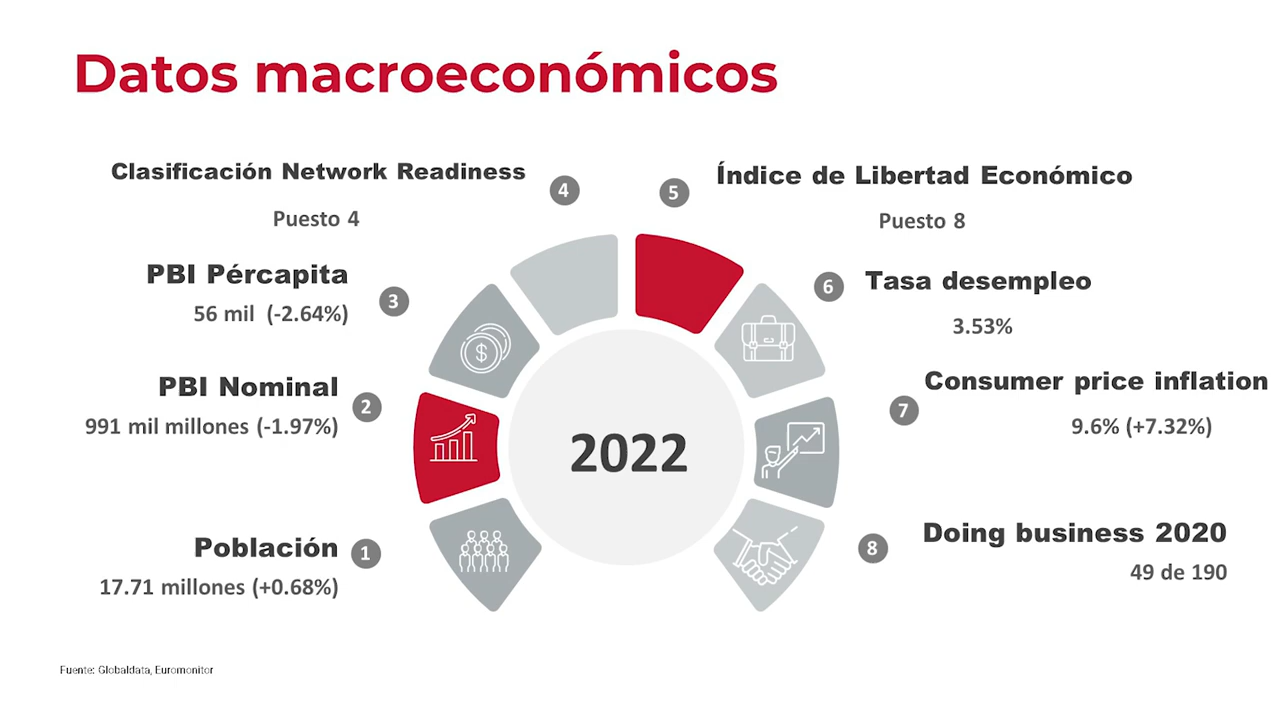 Datos macroeconómicos
Clasificación Network Readiness
4
Puesto 4
5
Índice de Libertad Económico
Puesto 8
PBI Pércapita
3
56 mil (-2.64%)
6
Tasa desempleo
3.53%
PBI Nominal
2
991 mil millones (-1.97%)
Consumer price inflation
7
9.6% (+7.32%)
2022
Población
1
17.71 millones (+0.68%)
8
Doing business 2020
49 de 190
$
Fuente: Globaldata, Euromonitor